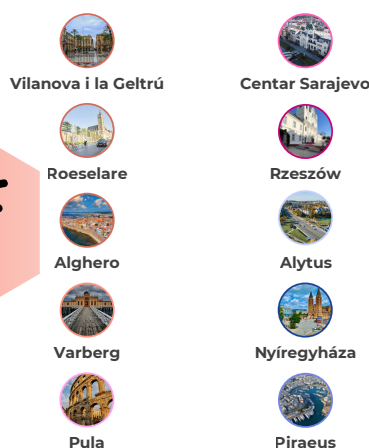 Vilanova i la Geltrú
Centar Sarajevo
Roeselare
Rzeszów
Alghero
Alytus
Varberg
Nyíregyháza
Pula
Piraeus